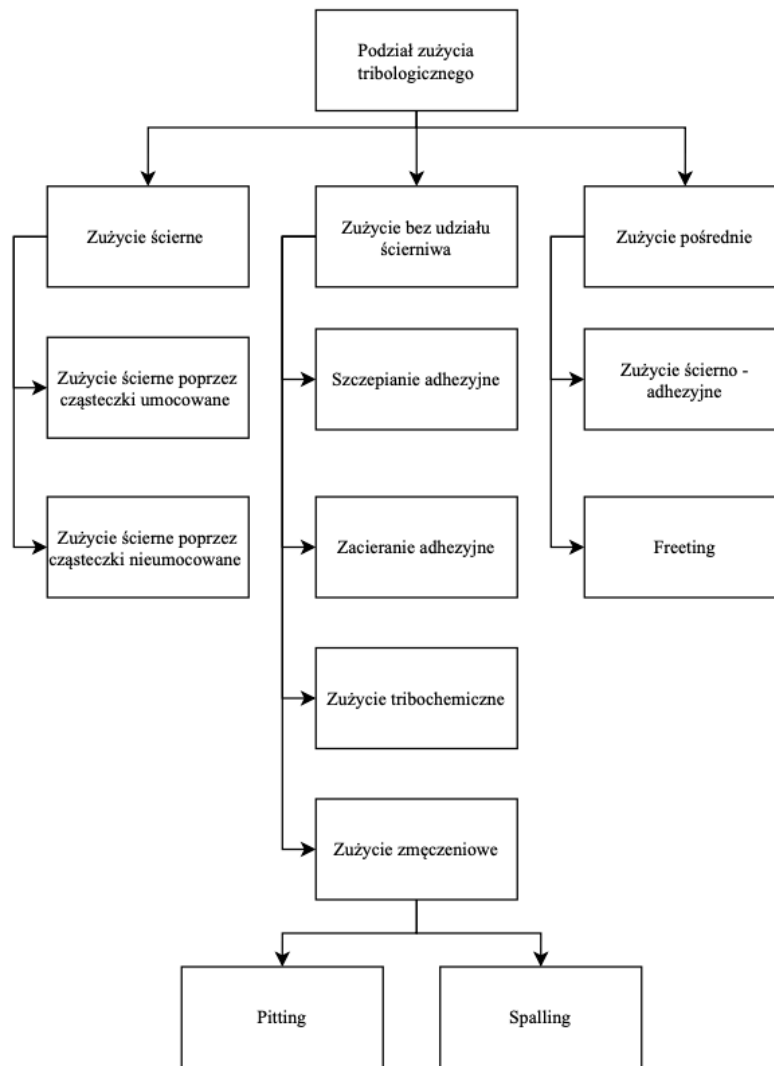 Podział zużycia
tribologicznego
Zużycie ścierne
Zużycie bez udziału
ścierniwa
Zużycie pośrednie
Zużycie ścierne poprzez
cząsteczki umocowane
Szczepianie adhezyjne
Zużycie ścierno -
adhezyjne
Zużycie ścierne poprzez
cząsteczki nieumocowane
Zacieranie adhezyjne
Freeting
Zużycie tribochemiczne
Zużycie zmęczeniowe
Pitting
Spalling